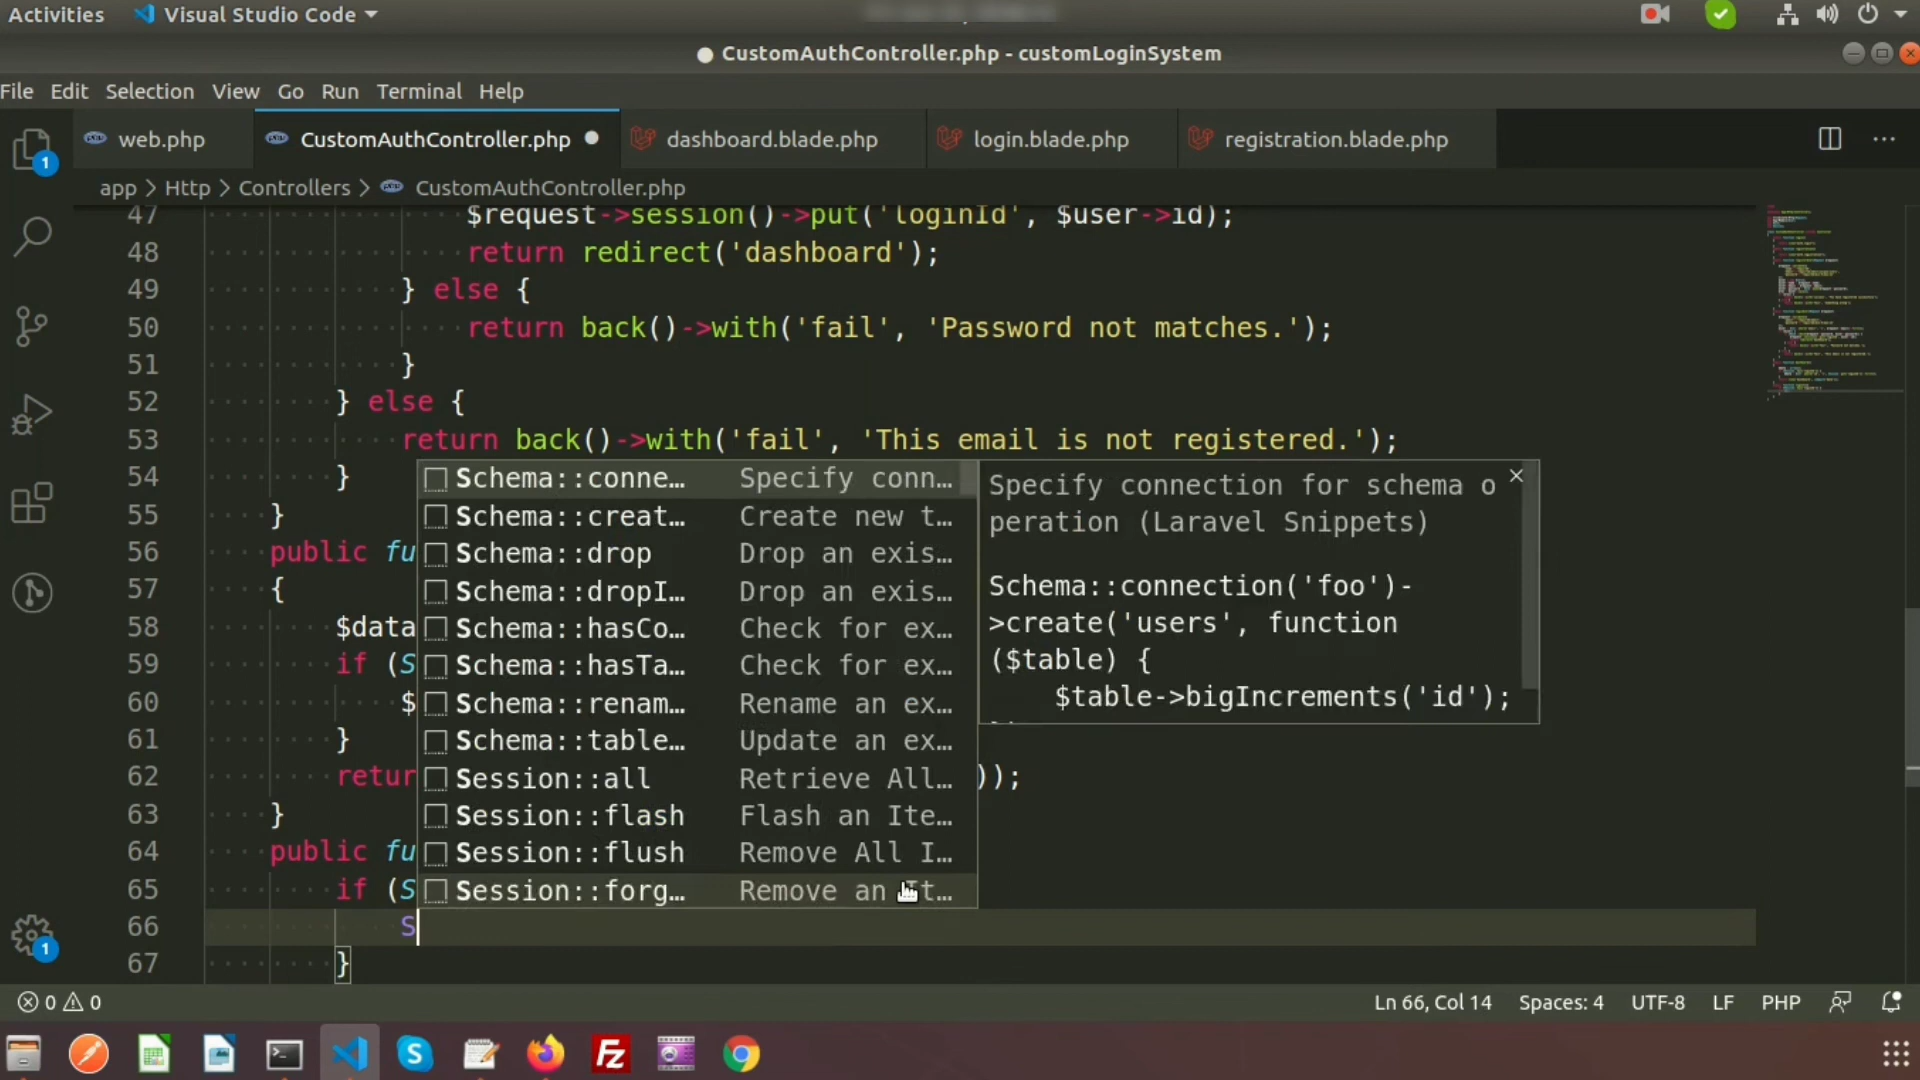 Activities
Visual Studio Code
CustomAuthController.php - customLoginSystem
File Edit Selection View Go Run Terminal Help
1
web.php
CustomAuthController.php
dashboard.blade.php
login.blade.php
registration.blade.php
app > Http > Controllers > CustomAuthController.php
47 $request->session()->put('loginId', $user->id);
48 return redirect('dashboard');
49 } else {
50 return back()->with('fail', 'Password not matches.');
51 }
52 } else {
53 return back()->with('fail', 'This email is not registered.');
54 }
55 }
56 public fu
57 {
58 $data
59 if (S
60 $
61 }
62 retur ));
63 }
64 public fu
65 if (S
66 S
67 }
Schema::conne… Specify conn…
Schema::creat… Create new t…
Schema::drop Drop an exis…
Schema::dropI… Drop an exis…
Schema::hasCo… Check for ex…
Schema::hasTa… Check for ex…
Schema::renam… Rename an ex…
Schema::table… Update an ex…
Session::all Retrieve All…
Session::flash Flash an Ite…
Session::flush Remove All I…
Session::forg… Remove an It…
Specify connection for schema o
peration (Laravel Snippets)
Schema::connection('foo')-
>create('users', function
($table) {
$table->bigIncrements('id');
1
0 0
Ln 66, Col 14 Spaces: 4 UTF-8 LF PHP